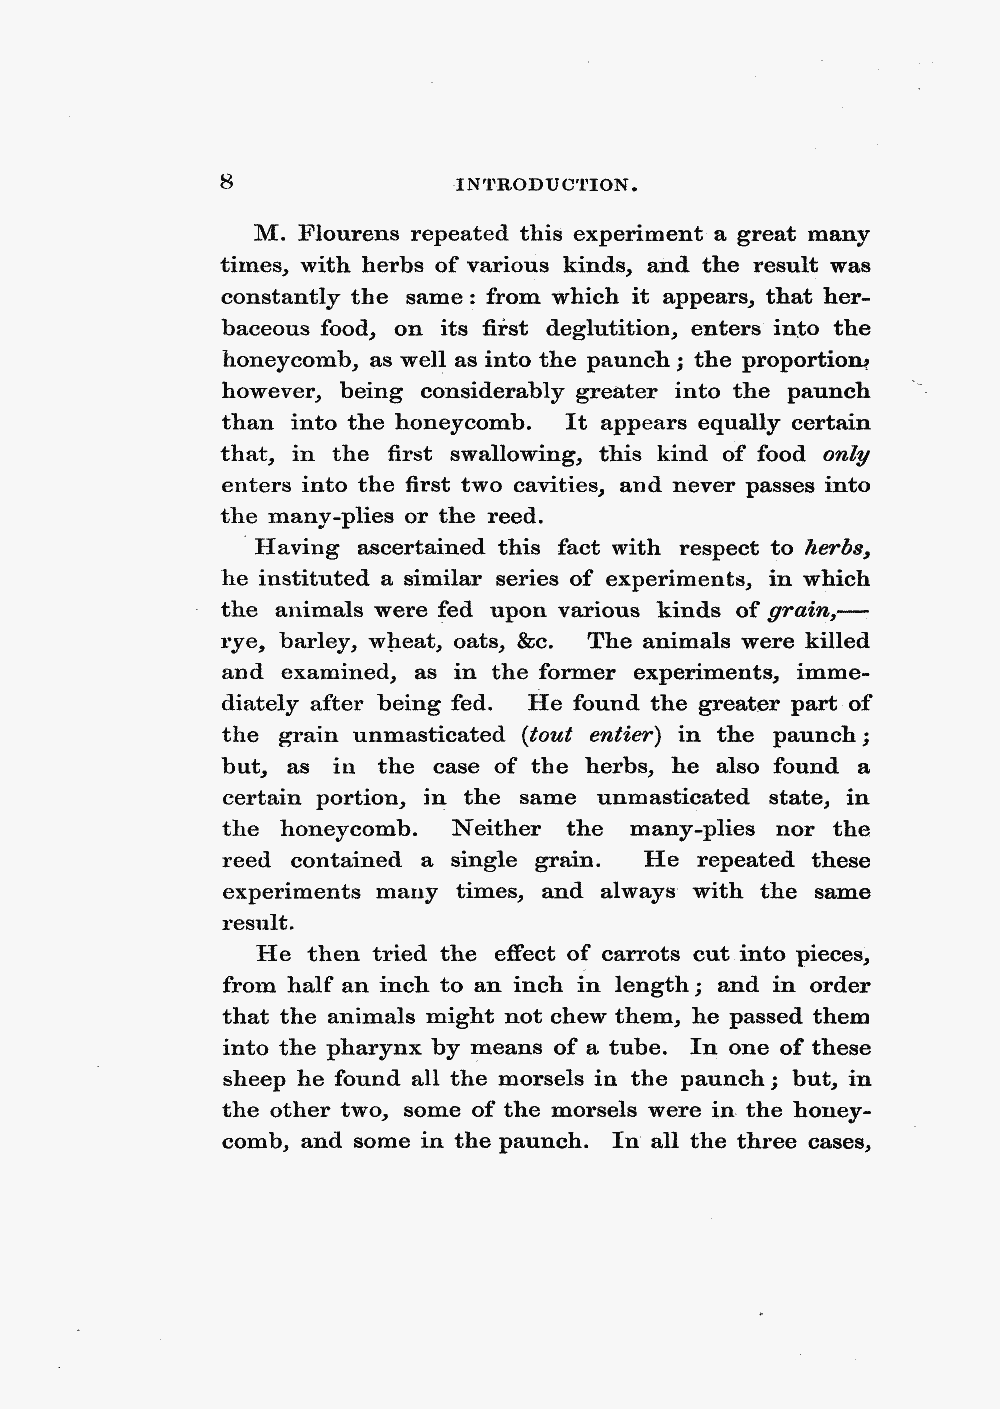 8 INTRODUCTION.
M. Flourens repeated this experiment a great many
times, with herbs of various kinds, and the result was
constantly the same : from which it appears, that her-
baceous food, on its first deglutition, enters into the
honeycomb, as well as into the paunch ; the proportion,
however, being considerably greater into the paunch
than into the honeycomb. It appears equally certain
that, in the first swallowing, this kind of food only
enters into the first two cavities, and never passes into
the many-plies or the reed.
Having ascertained this fact with respect to herbs,
he instituted a similar series of experiments, in which
the animals were fed upon various kinds of grain,—
rye, barley, wheat, oats, &c. The animals were killed
and examined, as in the former experiments, imme-
diately after being fed. He found the greater part of
the grain unmasticated (tout entier) in the paunch ;
but, as in the case of the herbs, he also found a
certain portion, in the same unmasticated state, in
the honeycomb. Neither the many-plies nor the
reed contained a single grain. He repeated these
experiments many times, and always with the same
result.
He then tried the effect of carrots cut into pieces,
from half an inch to an inch in length ; and in order
that the animals might not chew them, he passed them
into the pharynx by means of a tube. In one of these
sheep he found all the morsels in the paunch ; but, in
the other two, some of the morsels were in the honey-
comb, and some in the paunch. In all the three cases,